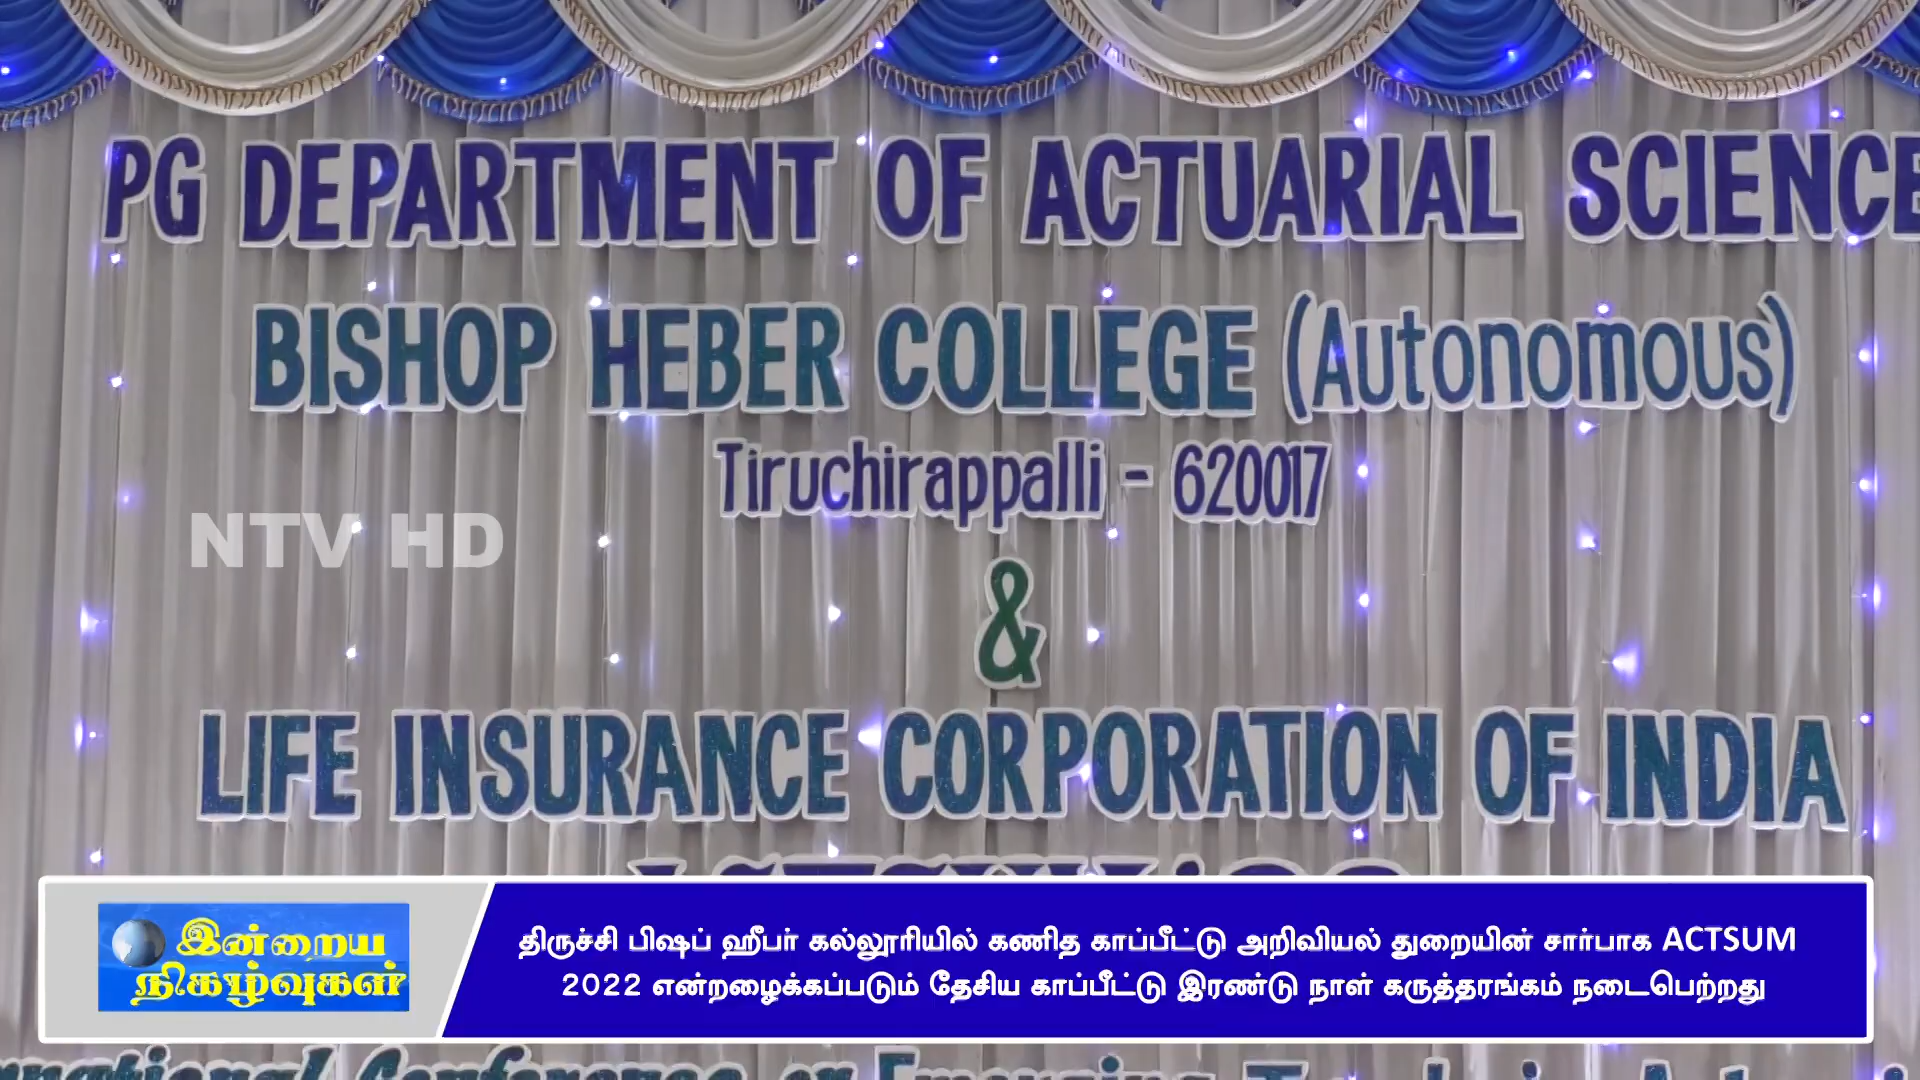 PG DEPARTMENT OF ACTUARIAL SCIENCE
BISHOP HEBER COLLEGE (Autonomous)
Tiruchirappalli - 620017
NTV HD
&
LIFE INSURANCE CORPORATION OF INDIA
இன்றைய
நிகழ்வுகள்
திருச்சி பிஷப் ஹீபர் கல்லூரியில் கணித காப்பீட்டு அறிவியல் துறையின் சார்பாக ACTSUM
2022 என்றழைக்கப்படும் தேசிய காப்பீட்டு இரண்டு நாள் கருத்தரங்கம் நடைபெற்றது